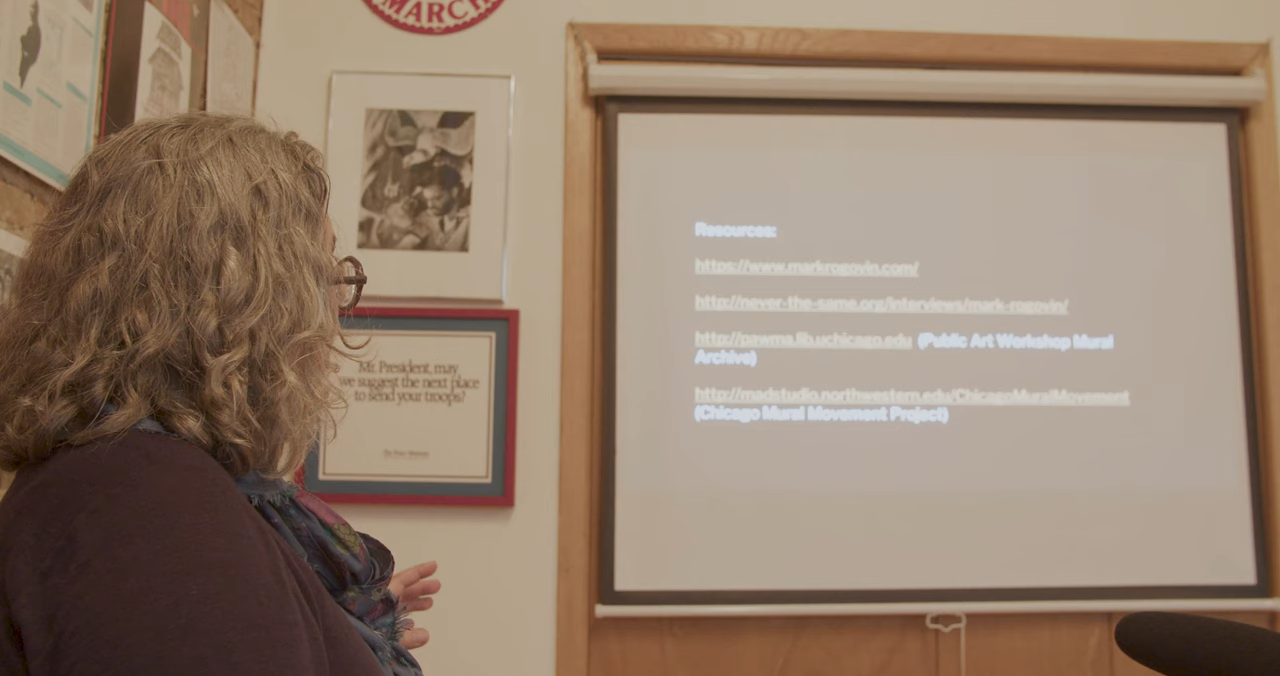 MARCH
Mr. President, may
we suggest the next place
to send your troops?
Resources:
https://www.markrogovin.com/
http://never-the-same.org/interviews/mark-rogovin/
http://pawma.lib.uchicago.edu (Public Art Workshop Mural
Archive)
http://madstudio.northwestern.edu/ChicagoMuralMovement
(Chicago Mural Movement Project)